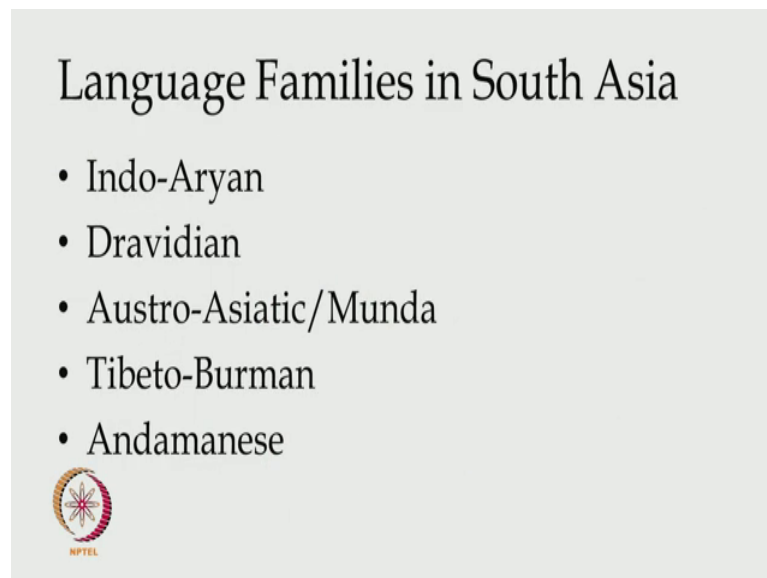 Language Families in South Asia
• Indo-Aryan
• Dravidian
• Austro-Asiatic/Munda
• Tibeto-Burman
• Andamanese
NPTEL